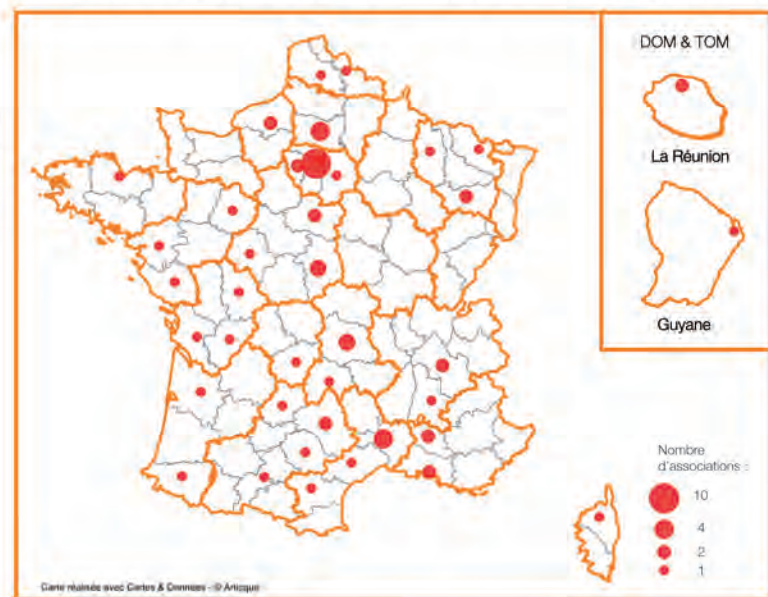 DOM & TOM
La Réunion
Guyane
Nombre
d'associations :
10
4
2
1
Carte réalisée avec Cartes & Données - © Articque